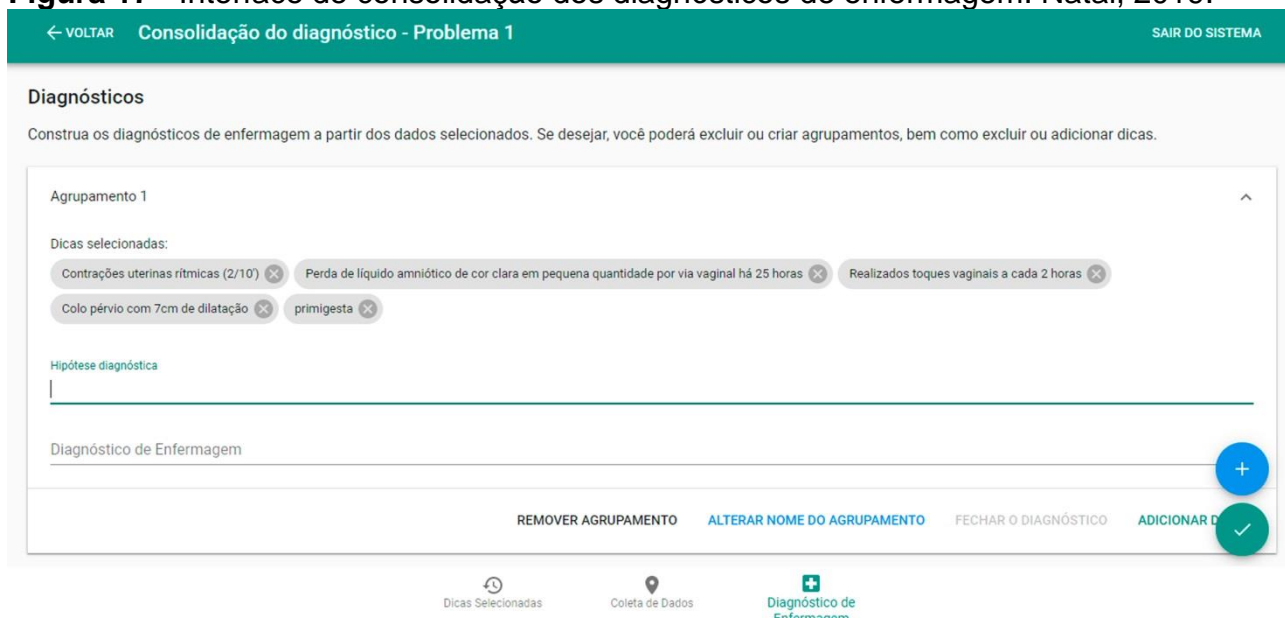 Figura 17 – Interface de consolidação dos diagnósticos de enfermagem. Natal, 2019.
VOLTAR Consolidação do diagnóstico - Problema 1 SAIR DO SISTEMA
Diagnósticos
Construa os diagnósticos de enfermagem a partir dos dados selecionados. Se desejar, você poderá excluir ou criar agrupamentos, bem como excluir ou adicionar dicas.
Agrupamento 1
Dicas selecionadas:
Contrações uterinas rítmicas (2/10') Perda de líquido amniótico de cor clara em pequena quantidade por via vaginal há 25 horas Realizados toques vaginais a cada 2 horas
Colo pérvio com 7cm de dilatação primigesta
Hipótese diagnóstica
Diagnóstico de Enfermagem
REMOVER AGRUPAMENTO ALTERAR NOME DO AGRUPAMENTO FECHAR O DIAGNÓSTICO ADICIONAR D
Dicas Selecionadas Coleta de Dados Diagnóstico de
Enfermagem